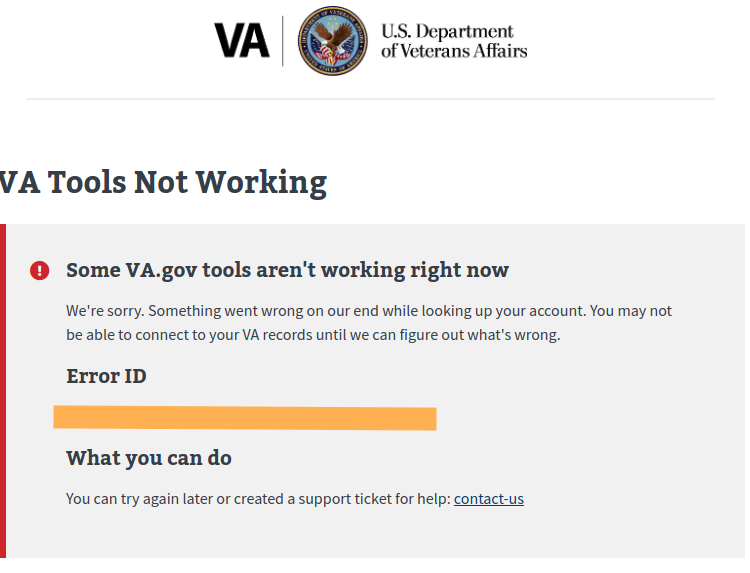 VA
U.S. Department
of Veterans Affairs
VA Tools Not Working
Some VA.gov tools aren't working right now
We're sorry. Something went wrong on our end while looking up your account. You may not
be able to connect to your VA records until we can figure out what's wrong.
Error ID
What you can do
You can try again later or created a support ticket for help: contact-us